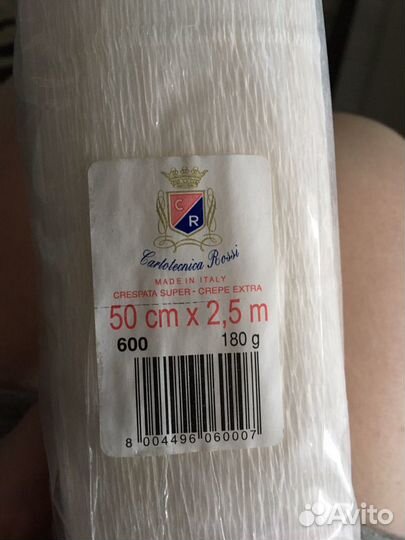 C
R
Cartotecnica Rossi
MADE IN ITALY
CRESPATA SUPER - CREPE EXTRA
50 cm x 2,5 m
600 180 g
8 004496 060007
Avito